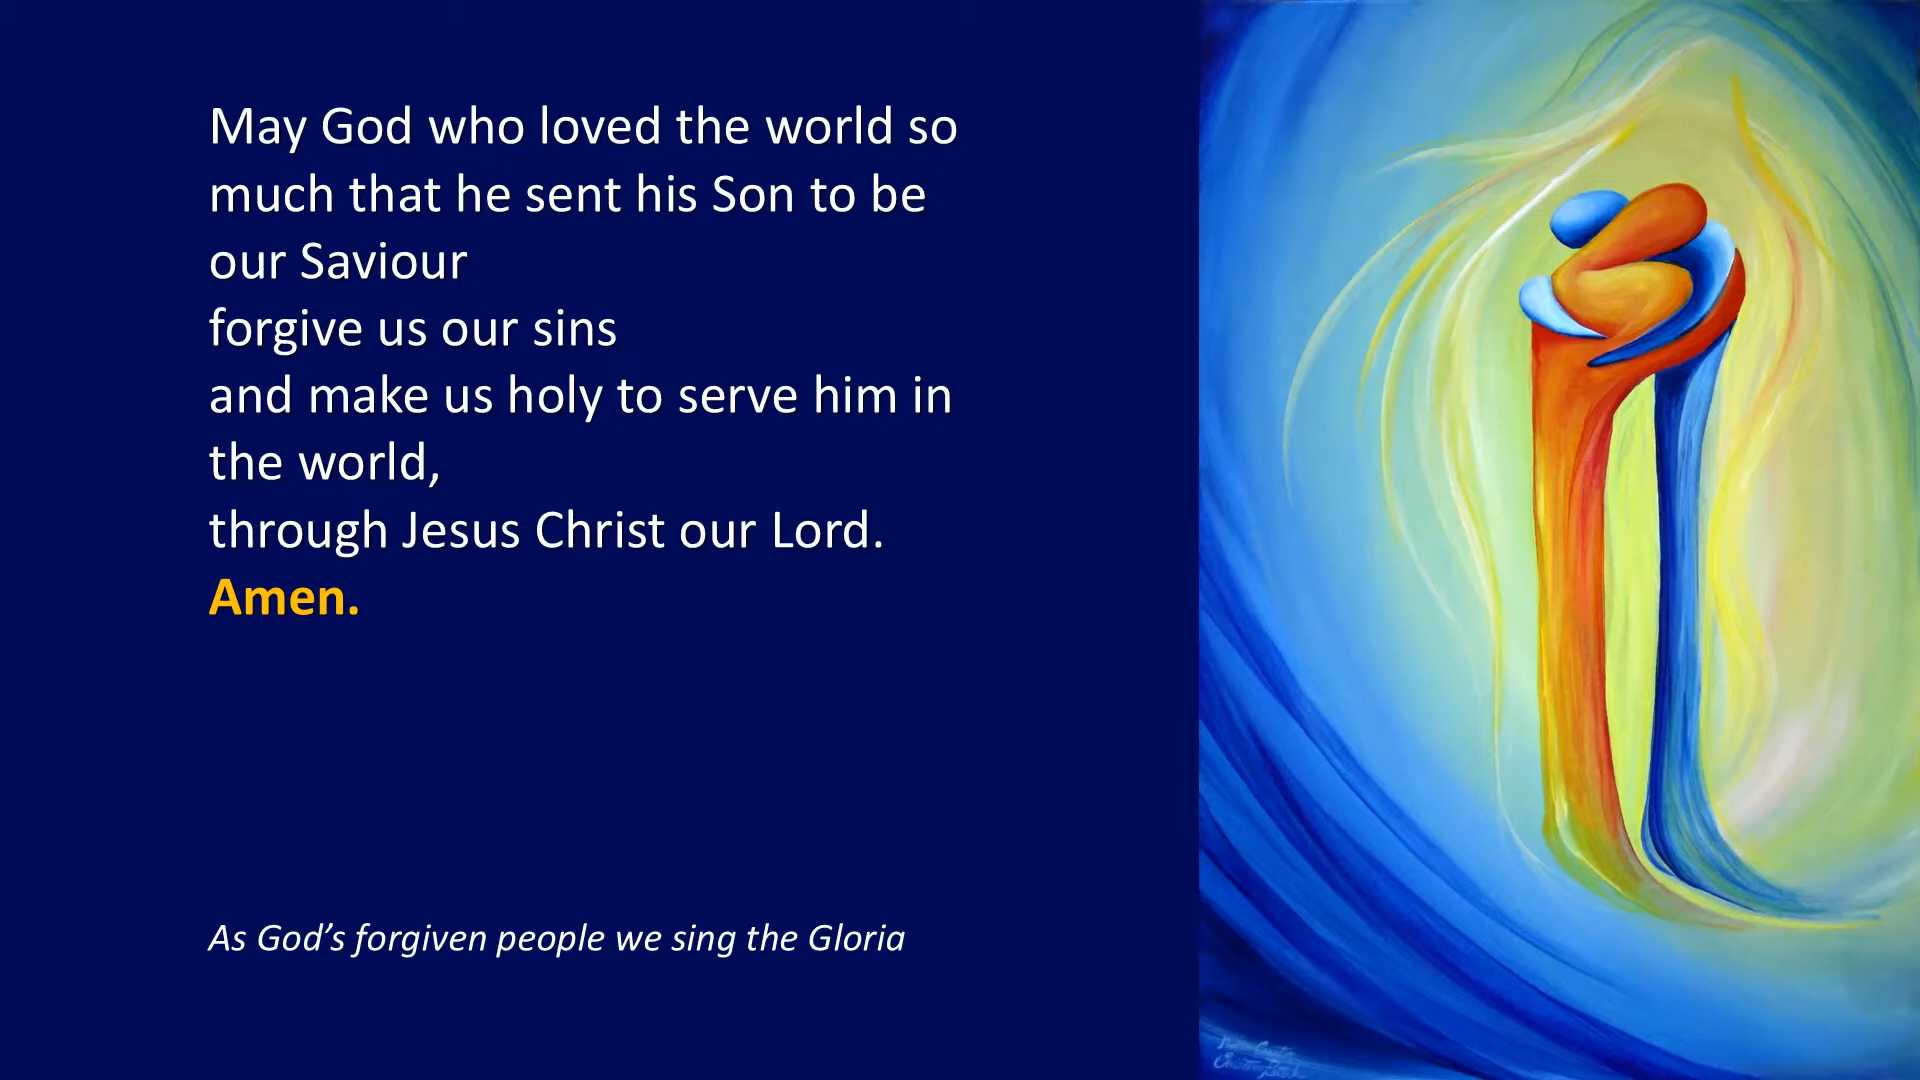 May God who loved the world so
much that he sent his Son to be
our Saviour
forgive us our sins
and make us holy to serve him in
the world,
through Jesus Christ our Lord.
Amen.
As God’s forgiven people we sing the Gloria